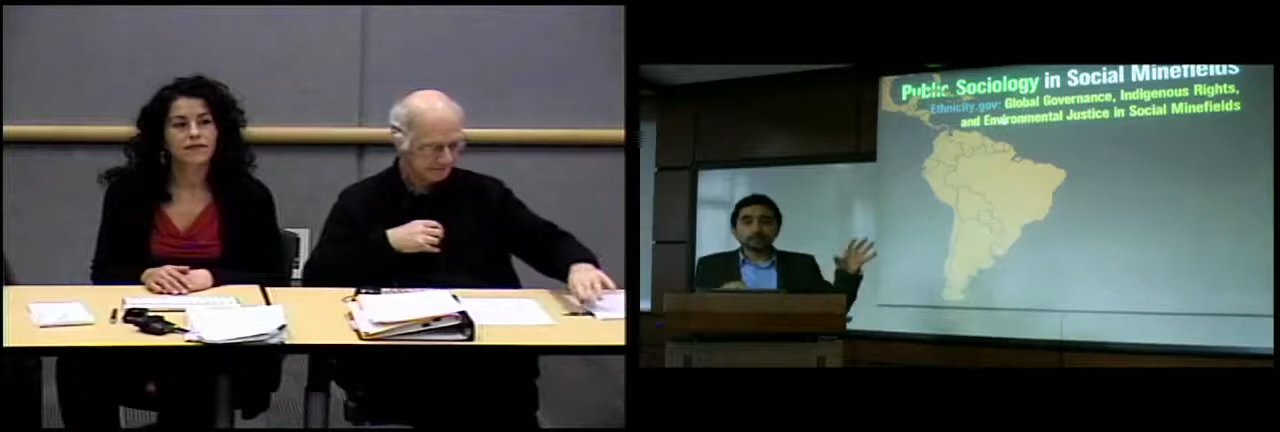 Public Sociology in Social Minefields
Ethnicity.gov: Global Governance, Indigenous Rights,
and Environmental Justice in Social Minefields